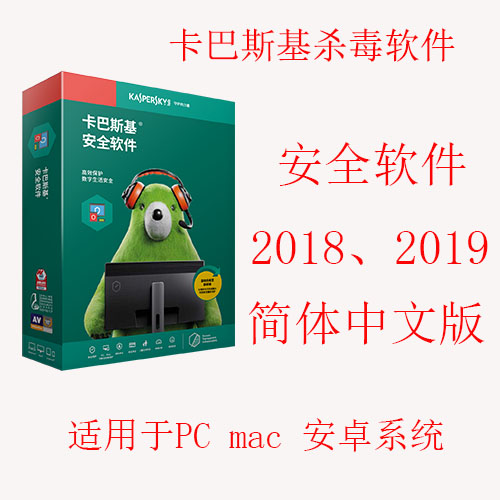 卡巴斯基杀毒软件
安全软件
2018、2019
简体中文版
适用于PC mac 安卓系统
KASPERSKY
卡巴斯基®
安全软件
高效保护
数字生活安全
卡巴斯基®
安全软件
AV